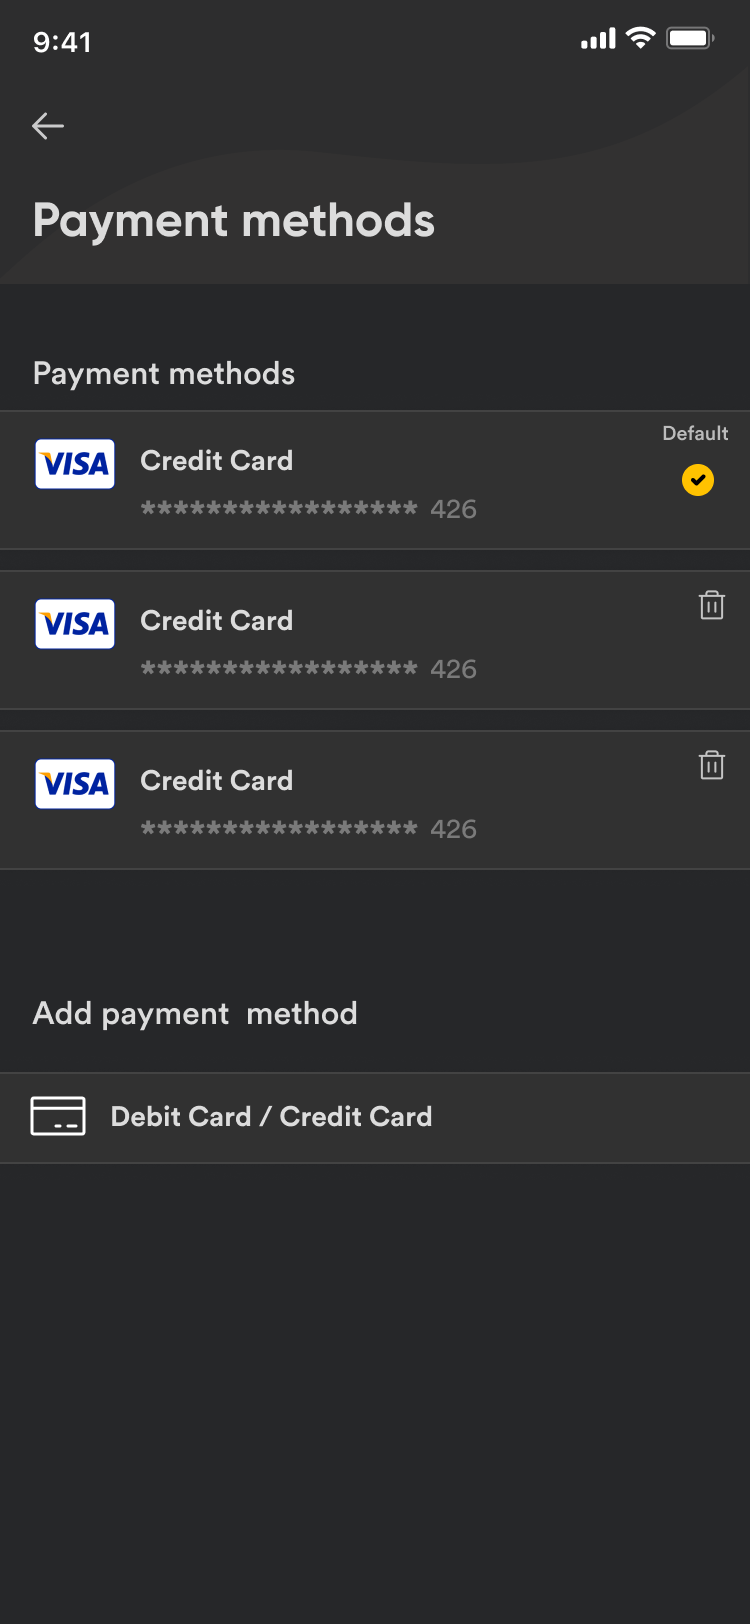 9:41
Payment methods
Payment methods
Default
VISA Credit Card
***************** 426
VISA Credit Card
***************** 426
VISA Credit Card
***************** 426
Add payment  method
Debit Card / Credit Card